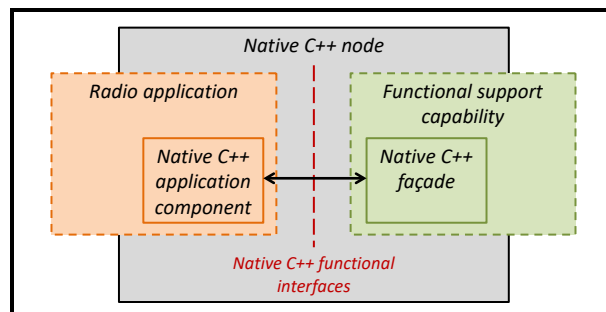 Native C++ node
Radio application
Functional support
capability
Native C++
application
component
Native C++
façade
Native C++ functional
interfaces